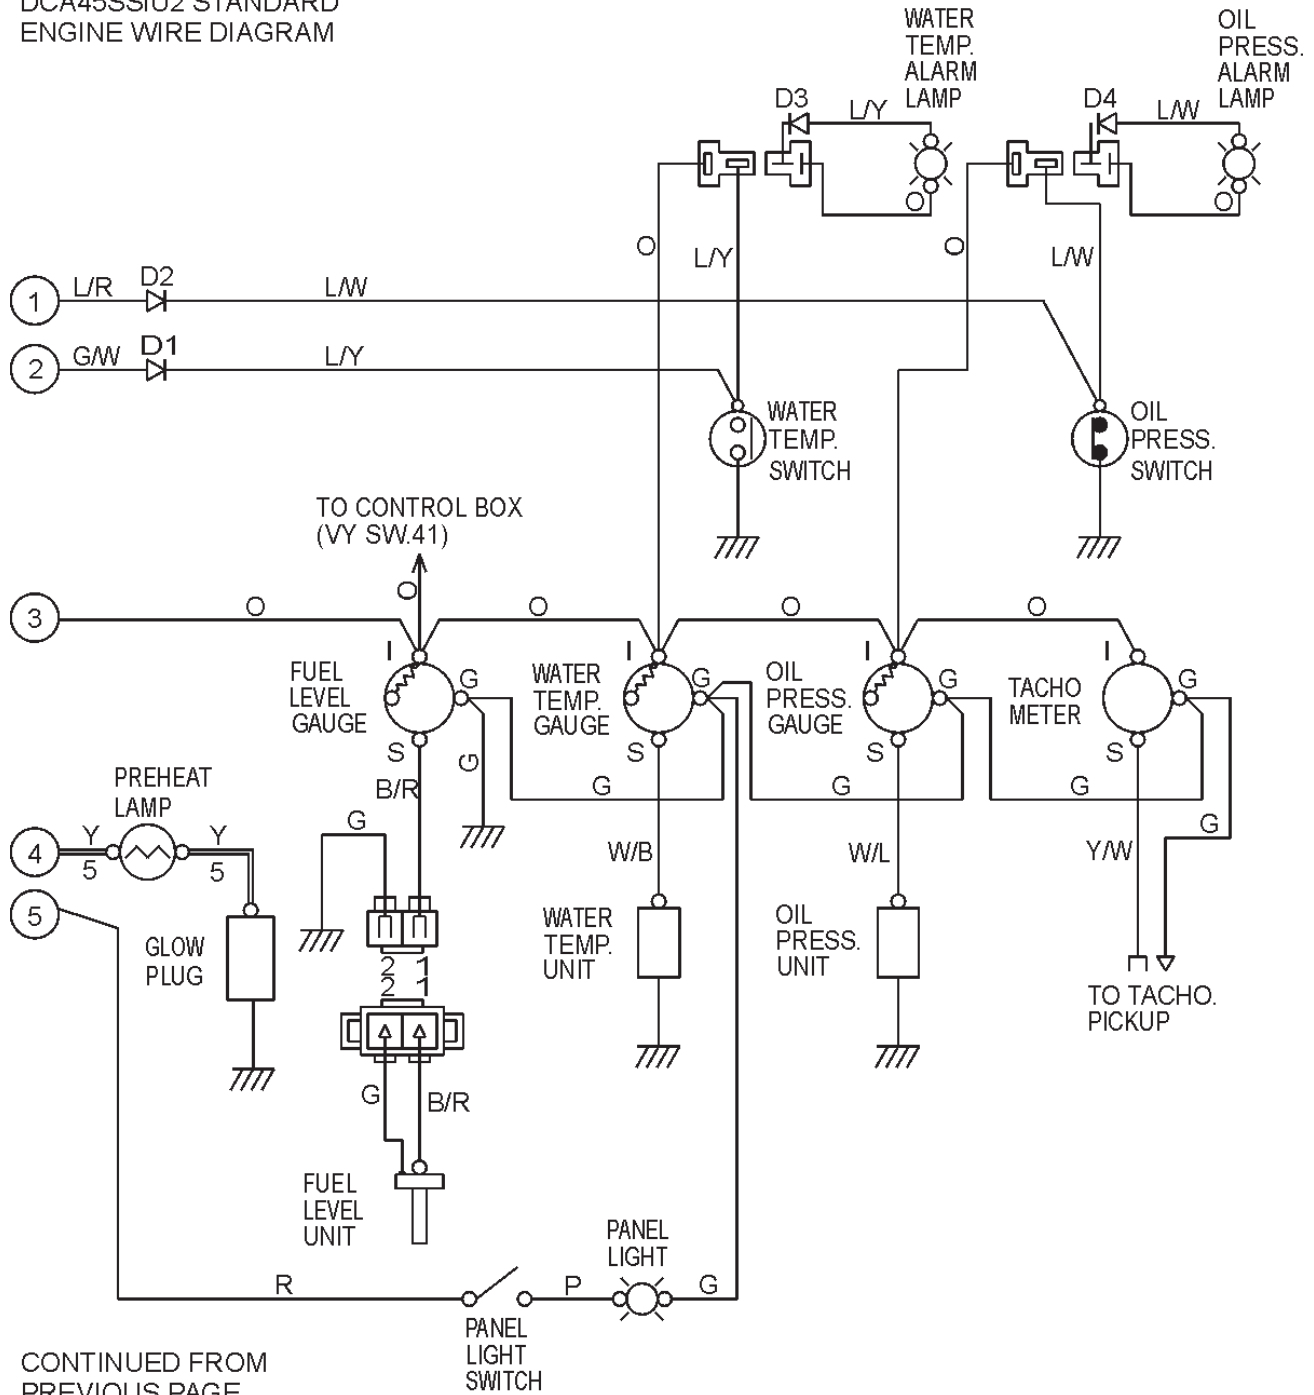 DCA45SSIU2 STANDARD
ENGINE WIRE DIAGRAM
WATER
TEMP.
ALARM
LAMP
OIL
PRESS.
ALARM
LAMP
D3
L/Y
D4
L/W
O
O
O
L/Y
O
L/W
1
L/R
D2
L/W
2
G/W
D1
L/Y
WATER
TEMP.
SWITCH
OIL
PRESS.
SWITCH
TO CONTROL BOX
(VY SW.41)
O
3
O
O
O
O
I
I
I
I
FUEL
LEVEL
GAUGE
G
WATER
TEMP.
GAUGE
G
OIL
PRESS.
GAUGE
G
TACHO
METER
G
S
S
S
S
G
B/R
G
G
G
G
PREHEAT
LAMP
G
4
Y
5
Y
5
W/B
W/L
Y/W
5
GLOW
PLUG
2 1
2 1
WATER
TEMP.
UNIT
OIL
PRESS.
UNIT
TO TACHO.
PICKUP
G
B/R
FUEL
LEVEL
UNIT
PANEL
LIGHT
R
P
G
PANEL
LIGHT
SWITCH
CONTINUED FROM
PREVIOUS PAGE